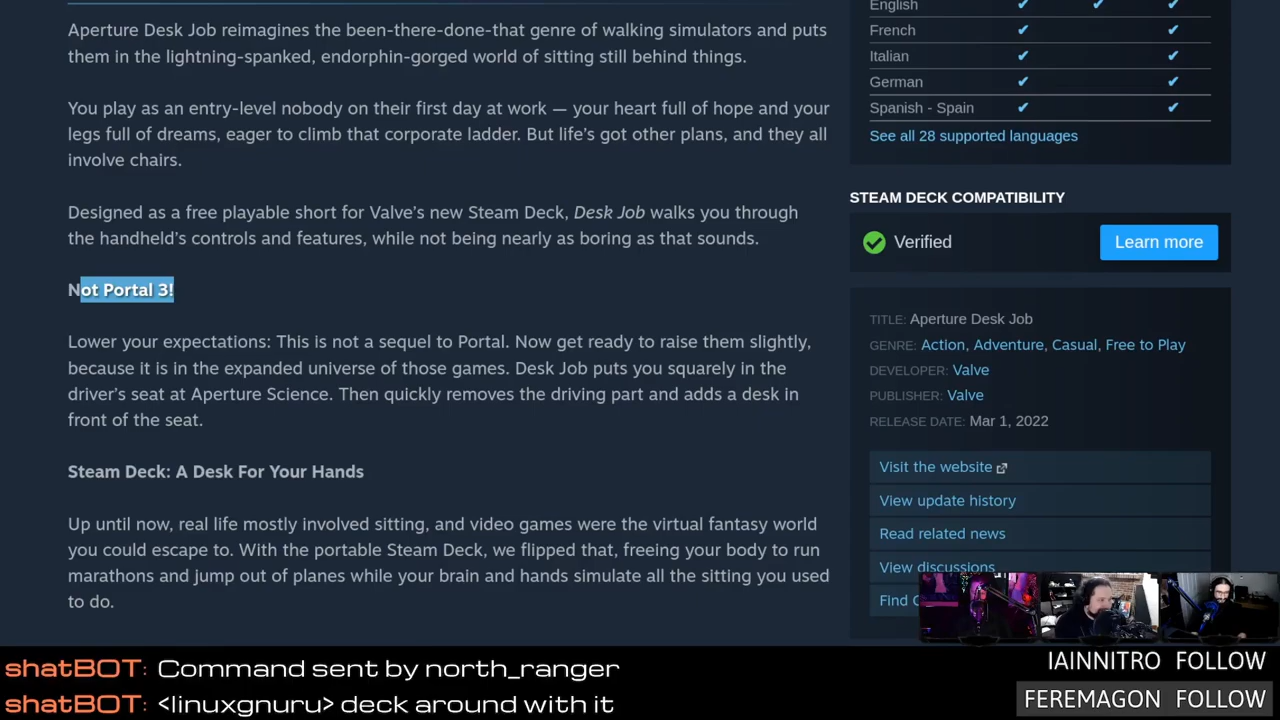 Aperture Desk Job reimagines the been-there-done-that genre of walking simulators and puts
them in the lightning-spanked, endorphin-gorged world of sitting still behind things.
You play as an entry-level nobody on their first day at work — your heart full of hope and your
legs full of dreams, eager to climb that corporate ladder. But life’s got other plans, and they all
involve chairs.
Designed as a free playable short for Valve’s new Steam Deck, Desk Job walks you through
the handheld’s controls and features, while not being nearly as boring as that sounds.
Not Portal 3!
Lower your expectations: This is not a sequel to Portal. Now get ready to raise them slightly,
because it is in the expanded universe of those games. Desk Job puts you squarely in the
driver’s seat at Aperture Science. Then quickly removes the driving part and adds a desk in
front of the seat.
Steam Deck: A Desk For Your Hands
Up until now, real life mostly involved sitting, and video games were the virtual fantasy world
you could escape to. With the portable Steam Deck, we flipped that, freeing your body to run
marathons and jump out of planes while your brain and hands simulate all the sitting you used
to do.
English ✔ ✔ ✔
French ✔ ✔
Italian ✔ ✔
German ✔ ✔
Spanish - Spain ✔ ✔
See all 28 supported languages
STEAM DECK COMPATIBILITY
Verified Learn more
TITLE: Aperture Desk Job
GENRE: Action, Adventure, Casual, Free to Play
DEVELOPER: Valve
PUBLISHER: Valve
RELEASE DATE: Mar 1, 2022
Visit the website
View update history
Read related news
View discussions
Find
shatBOT: Command sent by north_ranger
shatBOT: <linuxgnuru> deck around with it
IAINNITRO FOLLOW
FEREMAGON FOLLOW